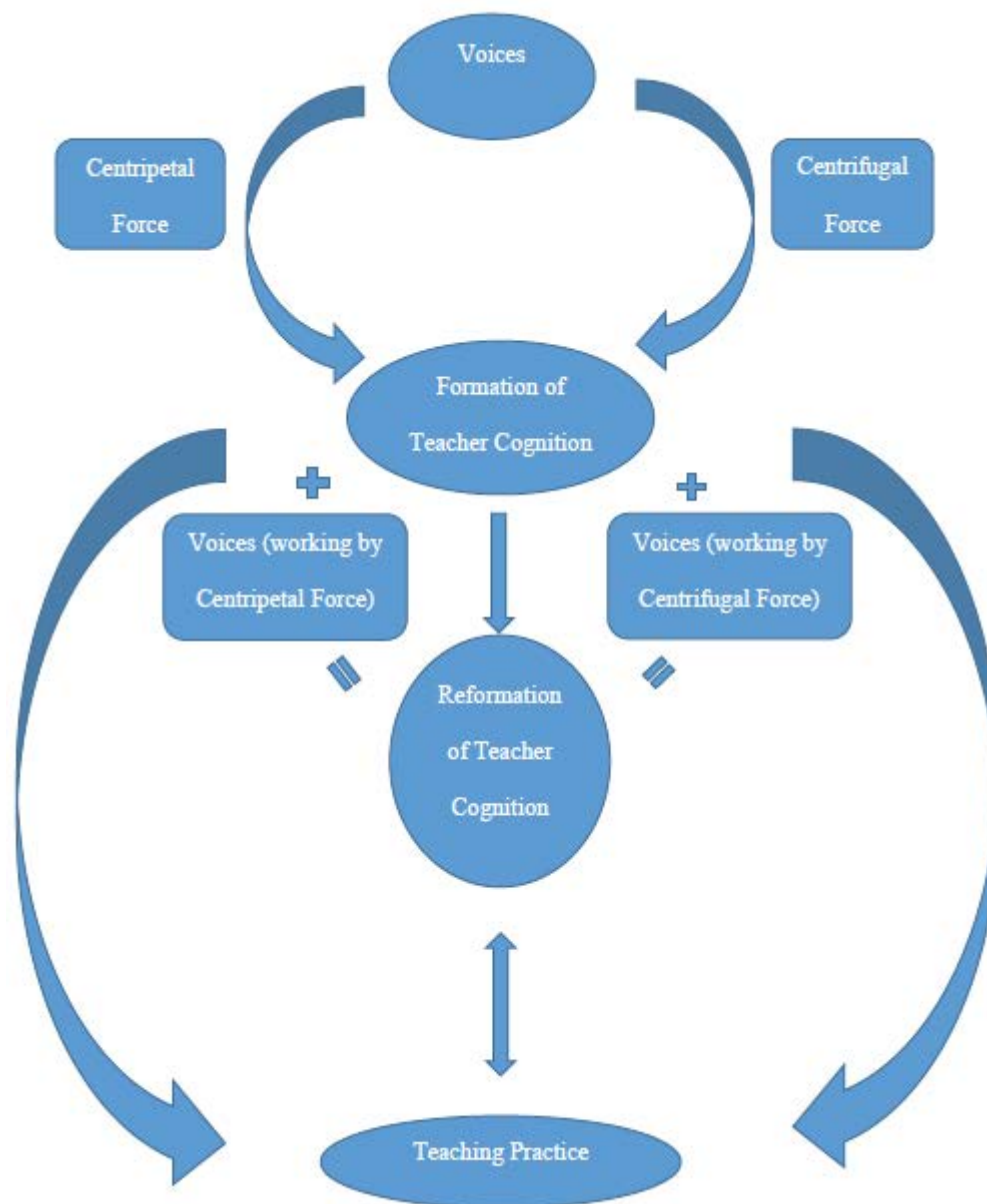 Voices
Centripetal
Force
Centrifugal
Force
Formation of
Teacher Cognition
Voices (working by
Centripetal Force)
Voices (working by
Centrifugal Force)
Reformation
of Teacher
Cognition
Teaching Practice